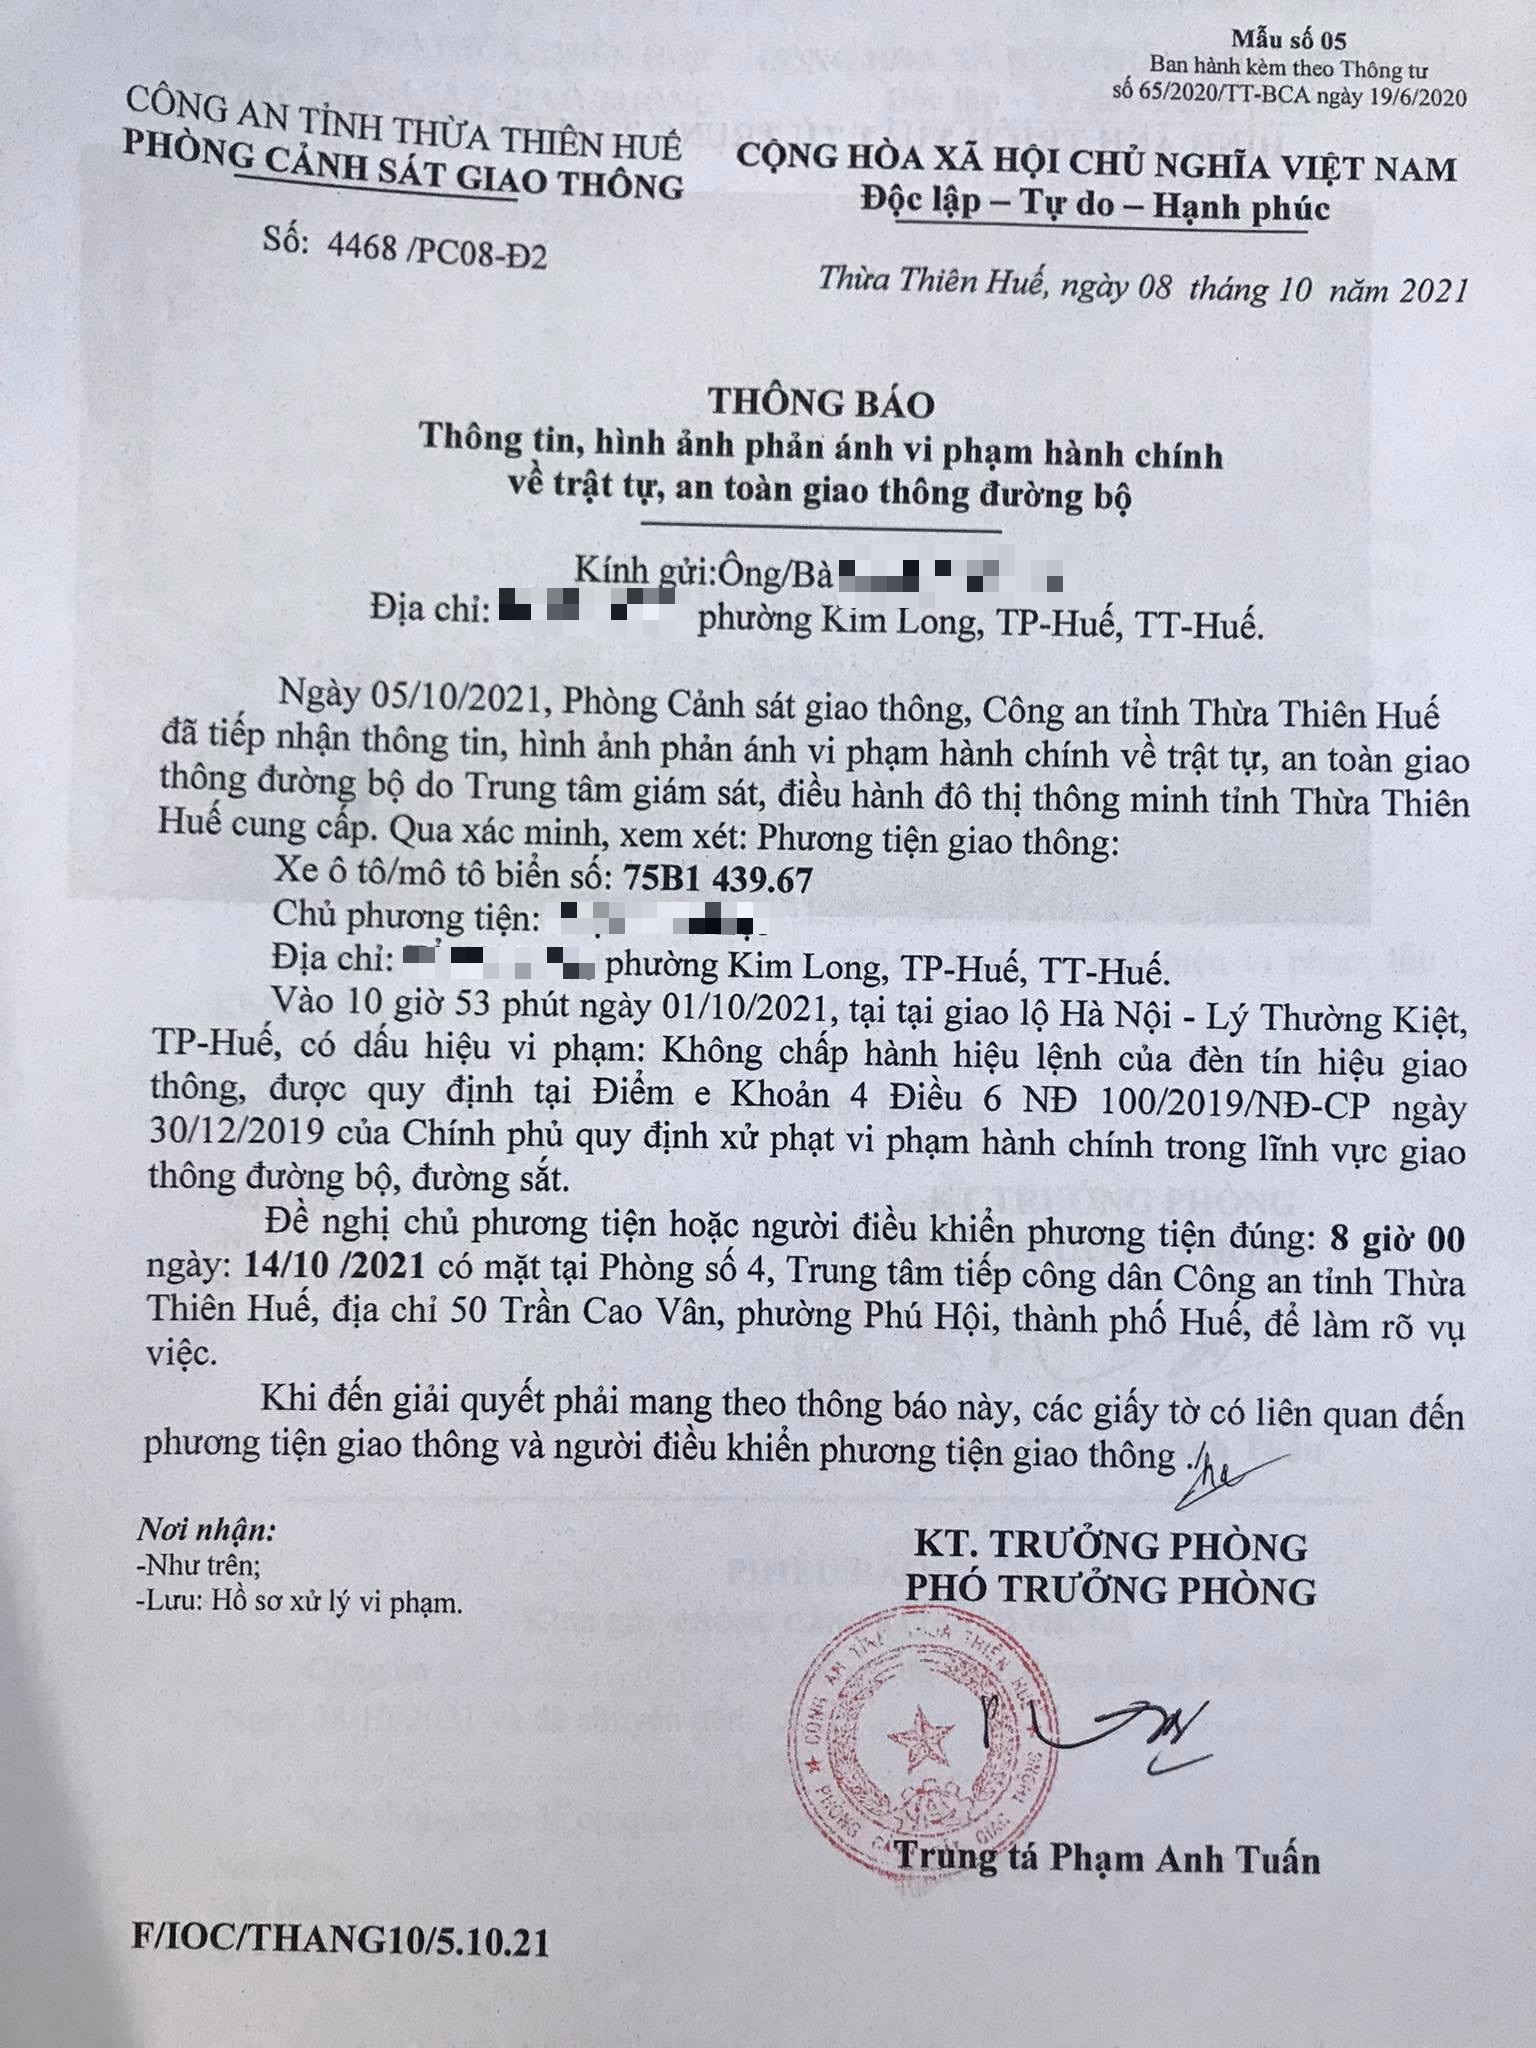 Mẫu số 05
Ban hành kèm theo Thông tư
số 65/2020/TT-BCA ngày 19/6/2020
CÔNG AN TỈNH THỪA THIÊN HUẾ
PHÒNG CẢNH SÁT GIAO THÔNG
Số: 4468 /PC08-Đ2
CỘNG HÒA XÃ HỘI CHỦ NGHĨA VIỆT NAM
Độc lập – Tự do – Hạnh phúc
Thừa Thiên Huế, ngày 08 tháng 10 năm 2021
THÔNG BÁO
Thông tin, hình ảnh phản ánh vi phạm hành chính
về trật tự, an toàn giao thông đường bộ
Kính gửi:Ông/Bà
Địa chỉ: phường Kim Long, TP-Huế, TT-Huế.
Ngày 05/10/2021, Phòng Cảnh sát giao thông, Công an tỉnh Thừa Thiên Huế
đã tiếp nhận thông tin, hình ảnh phản ánh vi phạm hành chính về trật tự, an toàn giao
thông đường bộ do Trung tâm giám sát, điều hành đô thị thông minh tỉnh Thừa Thiên
Huế cung cấp. Qua xác minh, xem xét: Phương tiện giao thông:
Xe ô tô/mô tô biển số: 75B1 439.67
Chủ phương tiện:
Địa chỉ: phường Kim Long, TP-Huế, TT-Huế.
Vào 10 giờ 53 phút ngày 01/10/2021, tại tại giao lộ Hà Nội - Lý Thường Kiệt,
TP-Huế, có dấu hiệu vi phạm: Không chấp hành hiệu lệnh của đèn tín hiệu giao
thông, được quy định tại Điểm e Khoản 4 Điều 6 NĐ 100/2019/NĐ-CP ngày
30/12/2019 của Chính phủ quy định xử phạt vi phạm hành chính trong lĩnh vực giao
thông đường bộ, đường sắt.
Đề nghị chủ phương tiện hoặc người điều khiển phương tiện đúng: 8 giờ 00
ngày: 14/10 /2021 có mặt tại Phòng số 4, Trung tâm tiếp công dân Công an tỉnh Thừa
Thiên Huế, địa chỉ 50 Trần Cao Vân, phường Phú Hội, thành phố Huế, để làm rõ vụ
việc.
Khi đến giải quyết phải mang theo thông báo này, các giấy tờ có liên quan đến
phương tiện giao thông và người điều khiển phương tiện giao thông ./
Nơi nhận:
-Như trên;
-Lưu: Hồ sơ xử lý vi phạm.
KT. TRƯỞNG PHÒNG
PHÓ TRƯỞNG PHÒNG
Trung tá Phạm Anh Tuấn
F/IOC/THANG10/5.10.21